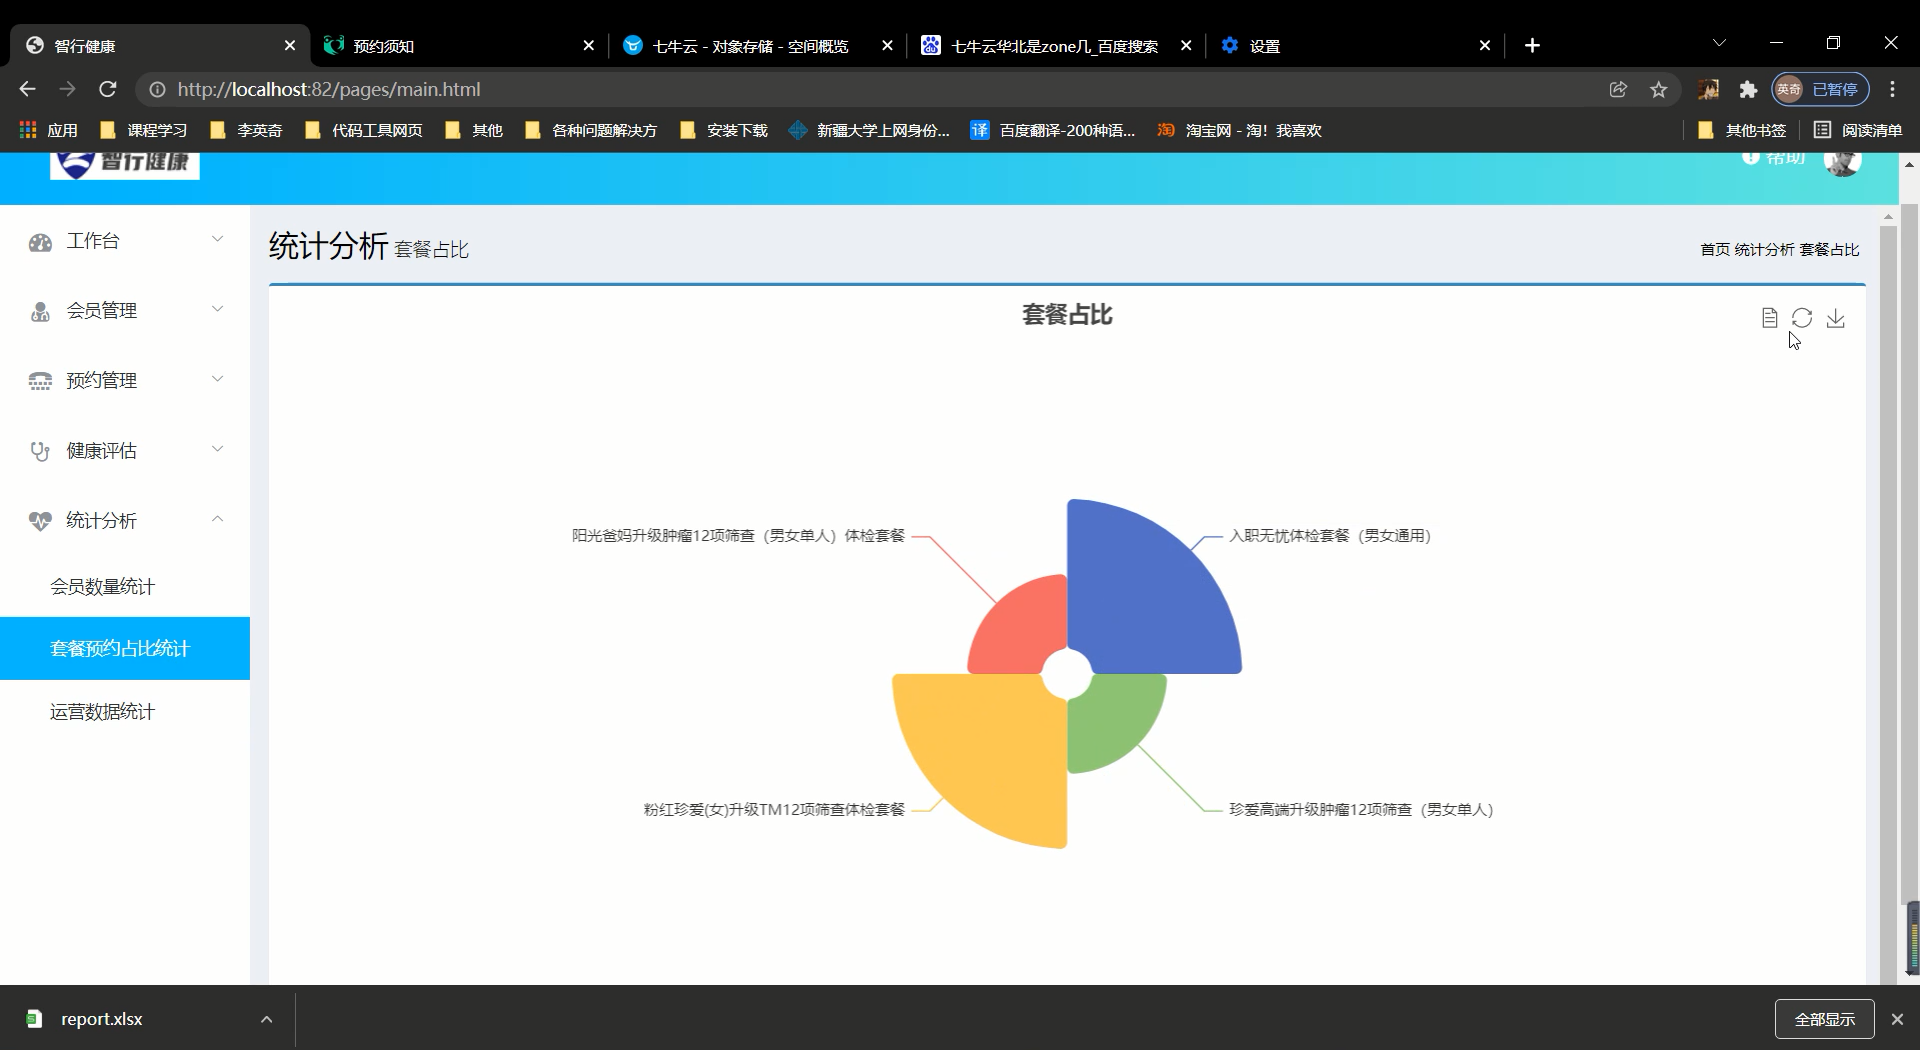 智行健康
预约须知
七牛云 - 对象存储 - 空间概览
七牛云华北是zone几_百度搜索
设置
http://localhost:82/pages/main.html
英奇
已暂停
应用
课程学习
李英奇
代码工具网页
其他
各种问题解决方
安装下载
新疆大学上网身份...
译
百度翻译-200种语...
淘
淘宝网 - 淘！我喜欢
其他书签
阅读清单
智行健康
帮助
工作台
会员管理
预约管理
健康评估
统计分析
会员数量统计
套餐预约占比统计
运营数据统计
统计分析 套餐占比
首页 统计分析 套餐占比
套餐占比
阳光爸妈升级肿瘤12项筛查（男女单人）体检套餐
入职无忧体检套餐（男女通用）
粉红珍爱(女)升级TM12项筛查体检套餐
珍爱高端升级肿瘤12项筛查（男女单人）
report.xlsx
全部显示